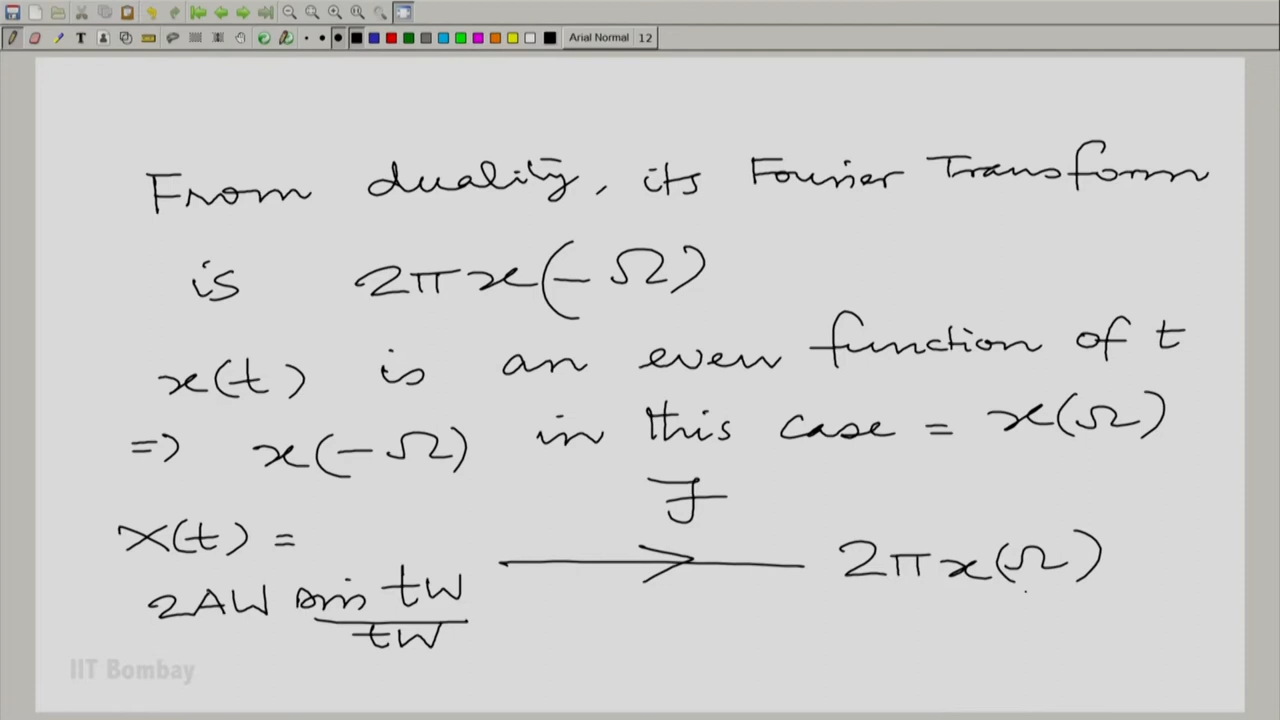 Arial Normal 12
From duality, its Fourier Transform
is 2πx(-Ω)
x(t) is an even function of t
=> x(-Ω) in this case = x(Ω)
X(t) = 2AW sin tW / tW ⟶ 𝓕 2πx(Ω)
IIT Bombay